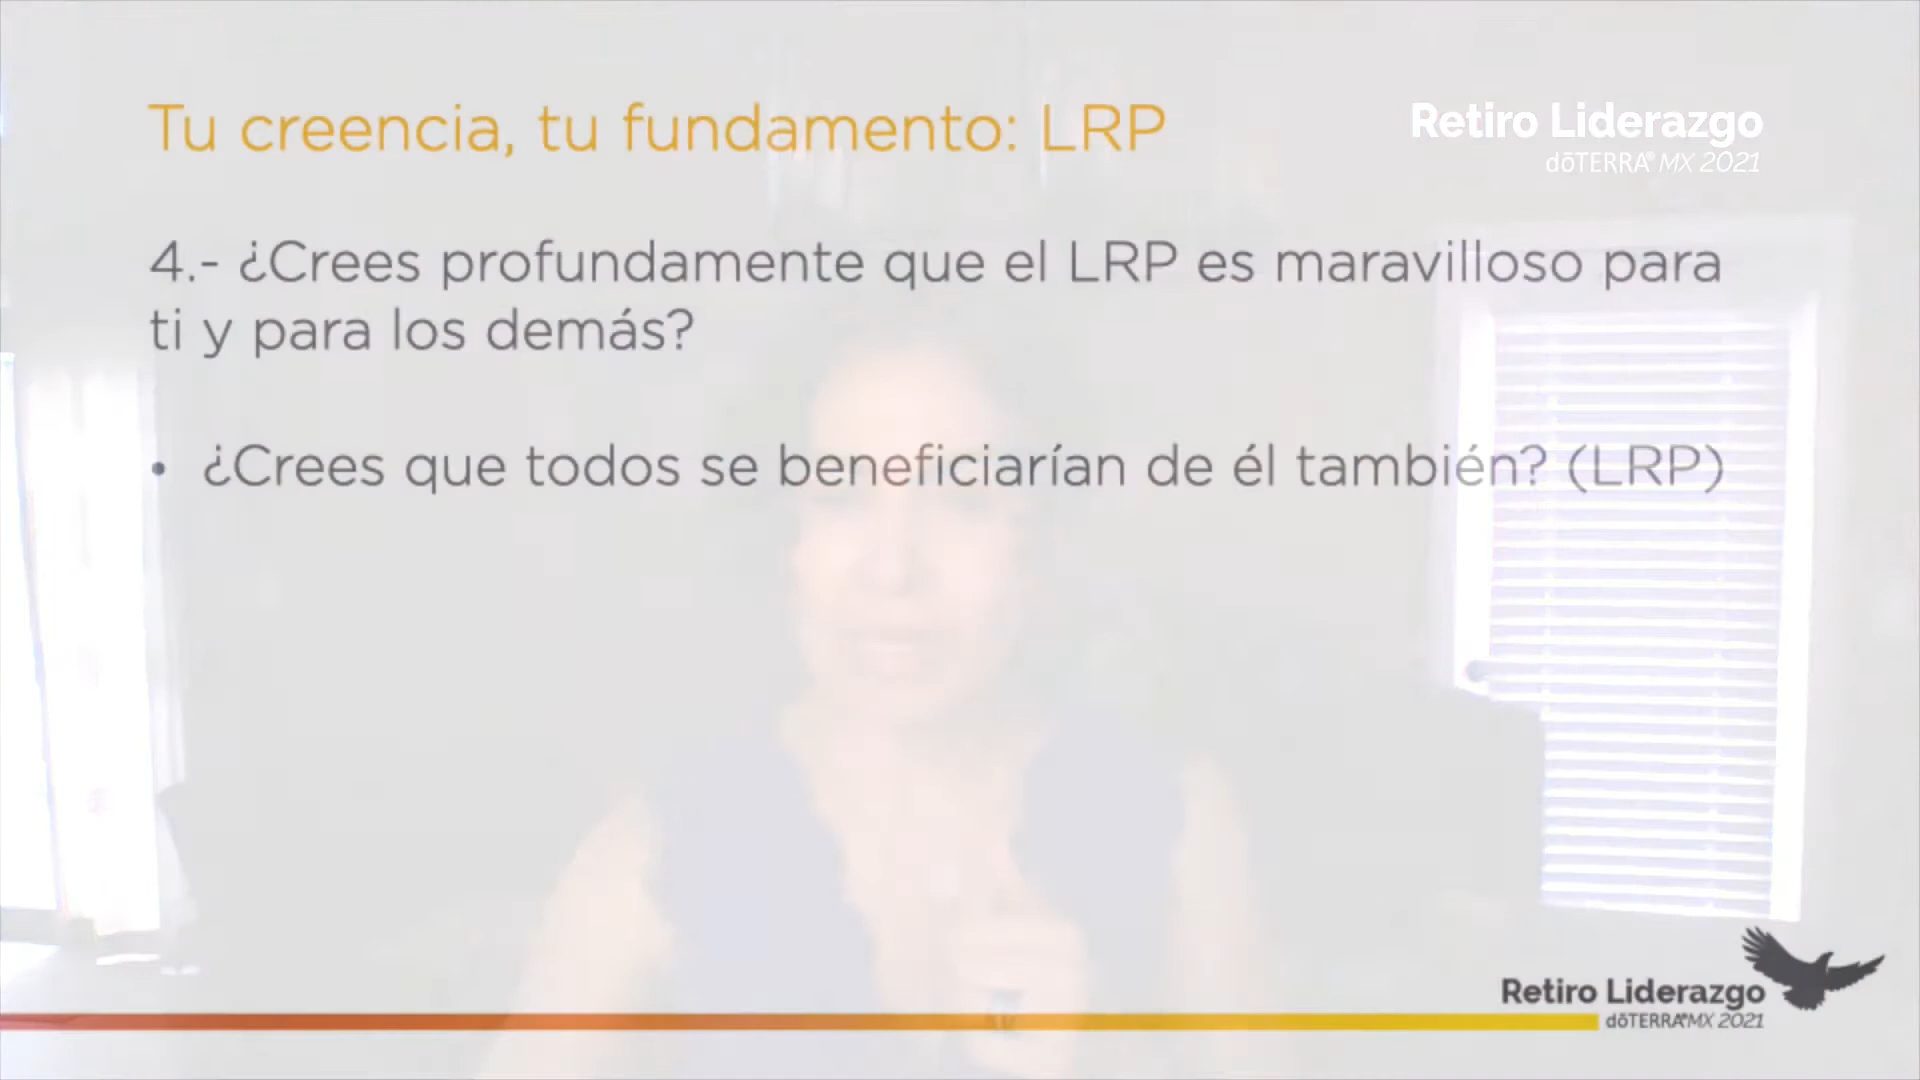 Tu creencia, tu fundamento: LRP
Retiro Liderazgo
dōTERRA® MX 2021
4.- ¿Crees profundamente que el LRP es maravilloso para
ti y para los demás?
• ¿Crees que todos se beneficiarían de él también? (LRP)
Retiro Liderazgo
dōTERRA®MX 2021